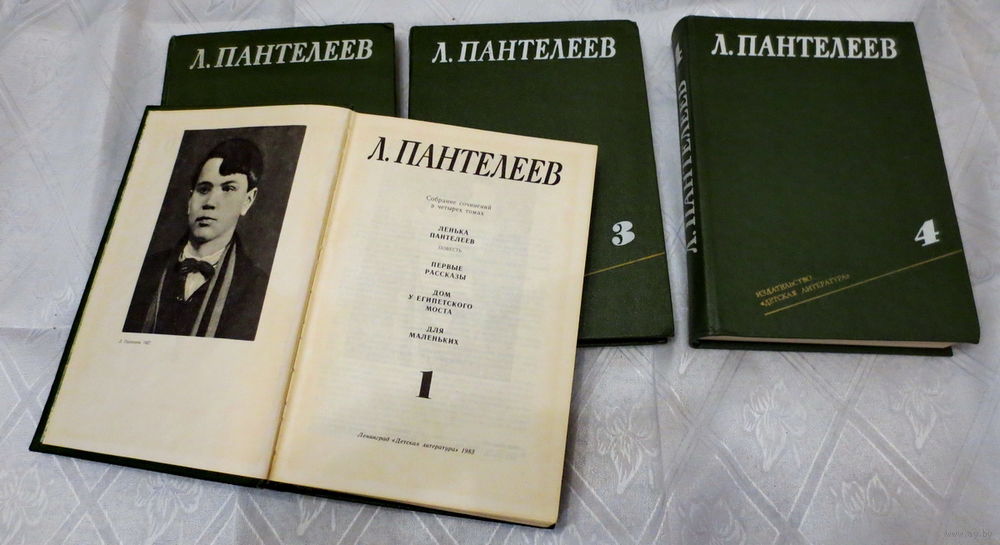 Л. ПАНТЕЛЕЕВ
Л. ПАНТЕЛЕЕВ
3
Л. ПАНТЕЛЕЕВ
Л. ПАНТЕЛЕЕВ
4
ИЗДАТЕЛЬСТВО
«ДЕТСКАЯ ЛИТЕРАТУРА»
Л. ПАНТЕЛЕЕВ
Собрание сочинений
в четырех томах
ЛЕНЬКА
ПАНТЕЛЕЕВ
ПОВЕСТЬ
ПЕРВЫЕ
РАССКАЗЫ
ДОМ
У ЕГИПЕТСКОГО
МОСТА
ДЛЯ
МАЛЕНЬКИХ
1
Ленинград «Детская литература» 1983